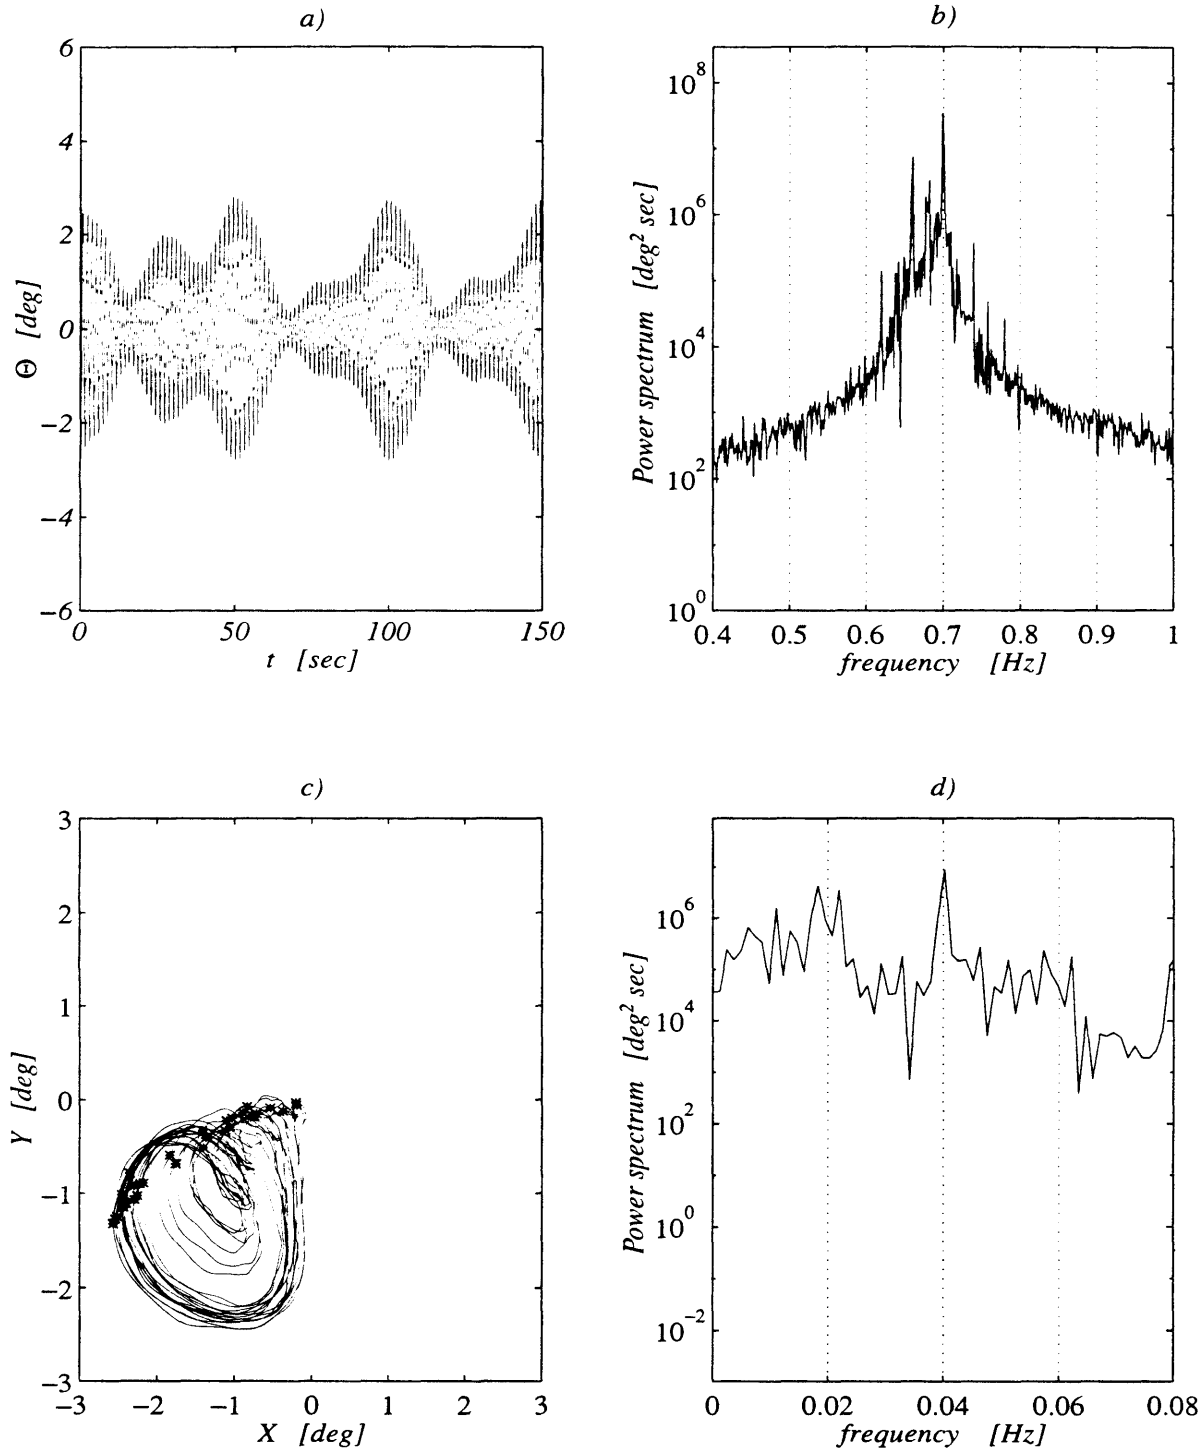 a)
6
4
2
0
−2
−4
−6
Θ [deg]
0 50 100 150
t [sec]
b)
10^8
10^6
10^4
10^2
10^0
Power spectrum [deg^2 sec]
0.4 0.5 0.6 0.7 0.8 0.9 1
frequency [Hz]
c)
3
2
1
0
−1
−2
−3
Y [deg]
−3 −2 −1 0 1 2 3
X [deg]
d)
10^6
10^4
10^2
10^0
10^−2
Power spectrum [deg^2 sec]
0 0.02 0.04 0.06 0.08
frequency [Hz]